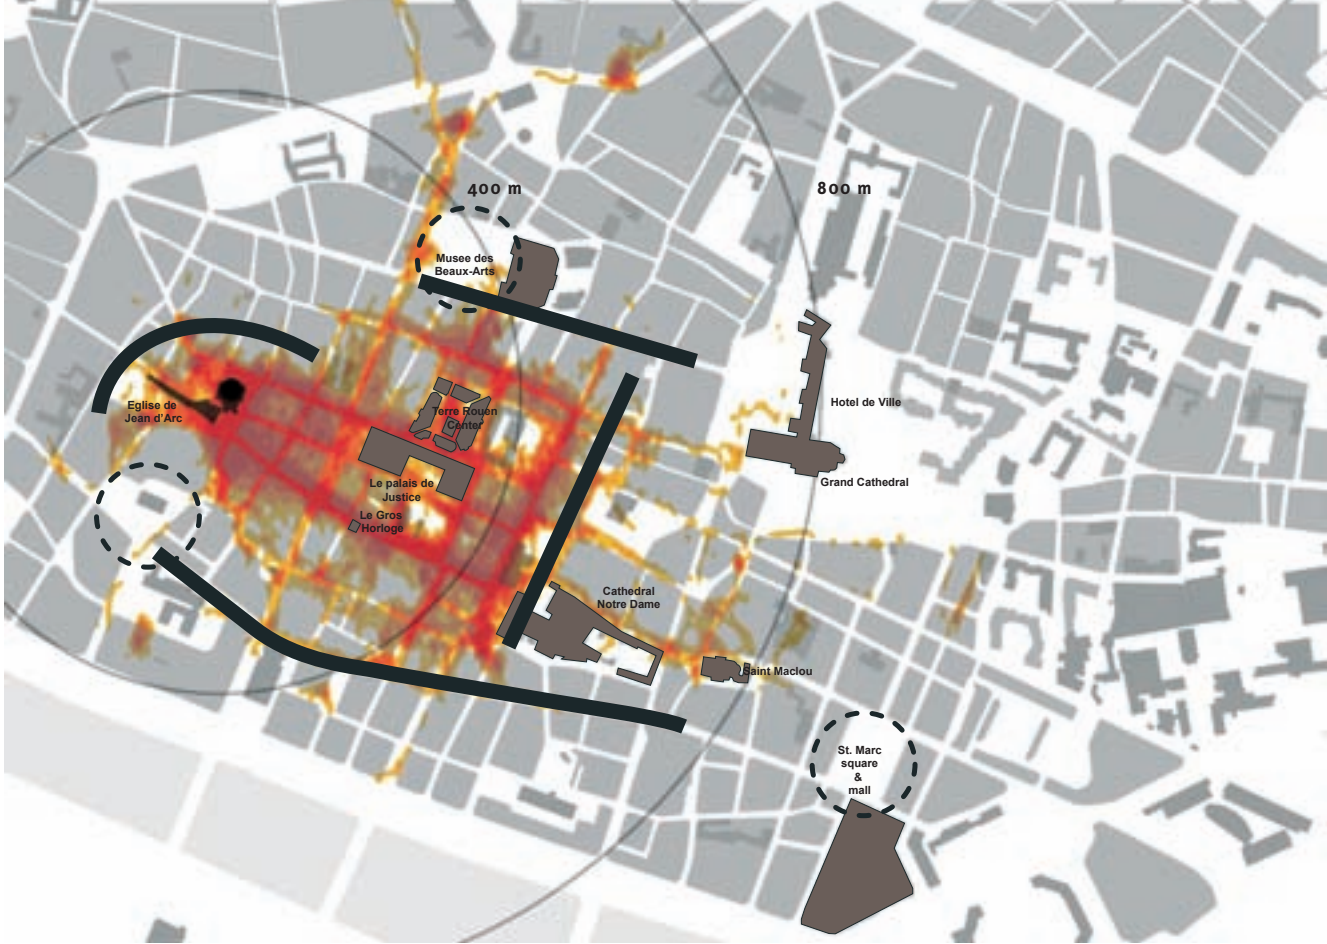 400 m
800 m
Musee des
Beaux-Arts
Eglise de
Jean d'Arc
Terre Rouen
Center
Hotel de Ville
Le palais de
Justice
Grand Cathedral
Le Gros
Horloge
Cathedral
Notre Dame
Saint Maclou
St. Marc
square
&
mall